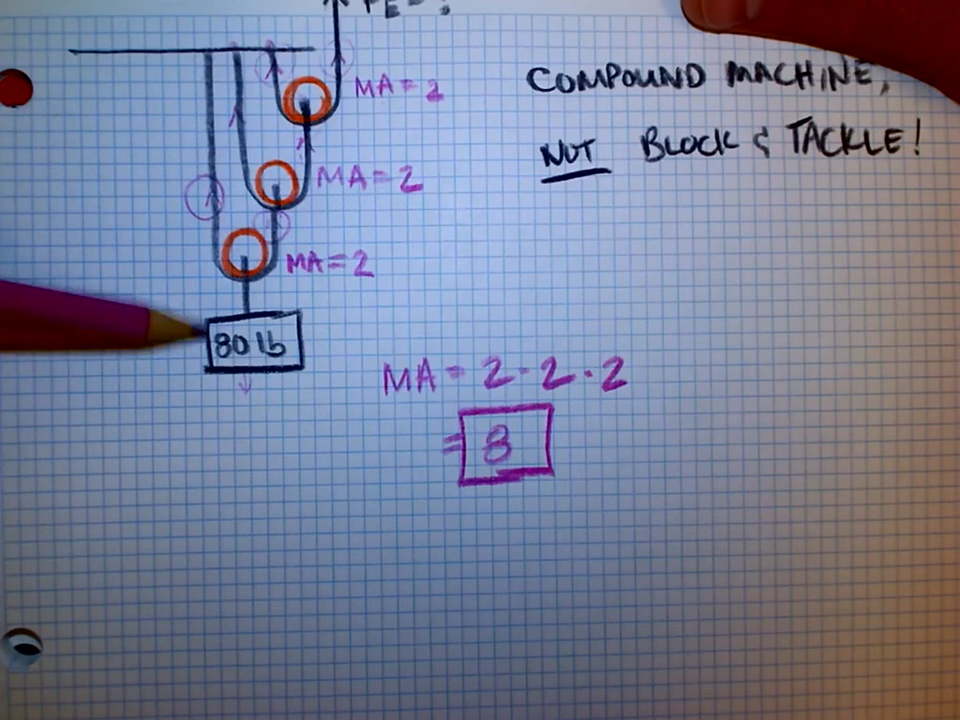 MA = 2
COMPOUND MACHINE,
NOT BLOCK & TACKLE!
MA = 2
MA = 2
80 lb
MA = 2 · 2 · 2
= 8